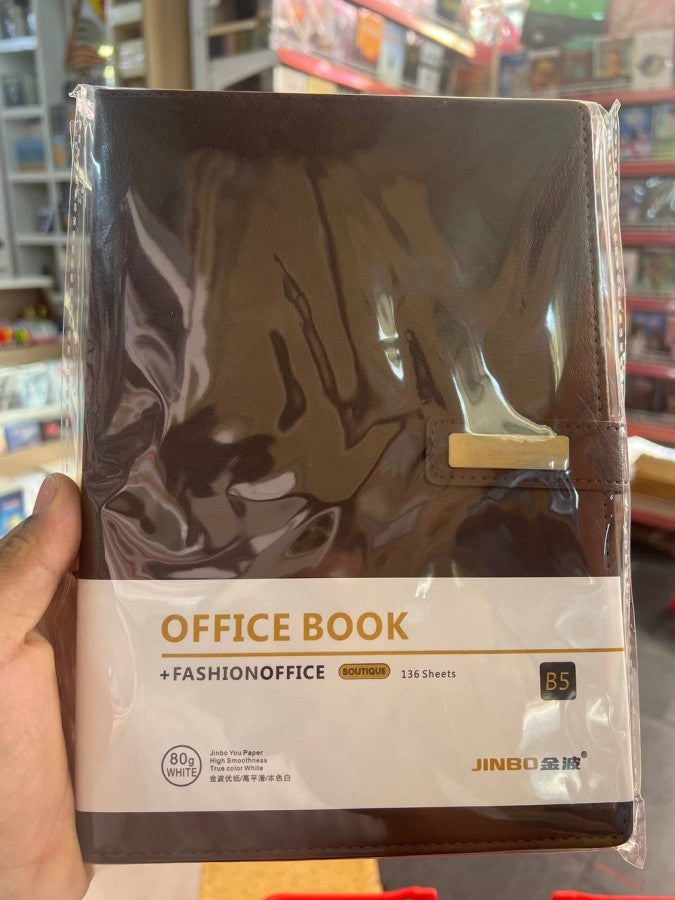 OFFICE BOOK
+FASHIONOFFICE BOUTIQUE 136 Sheets
B5
80g
WHITE
Jinbo You Paper
High Smoothness
True color White
金波优纸/高平滑/本色白
JINBO金波®